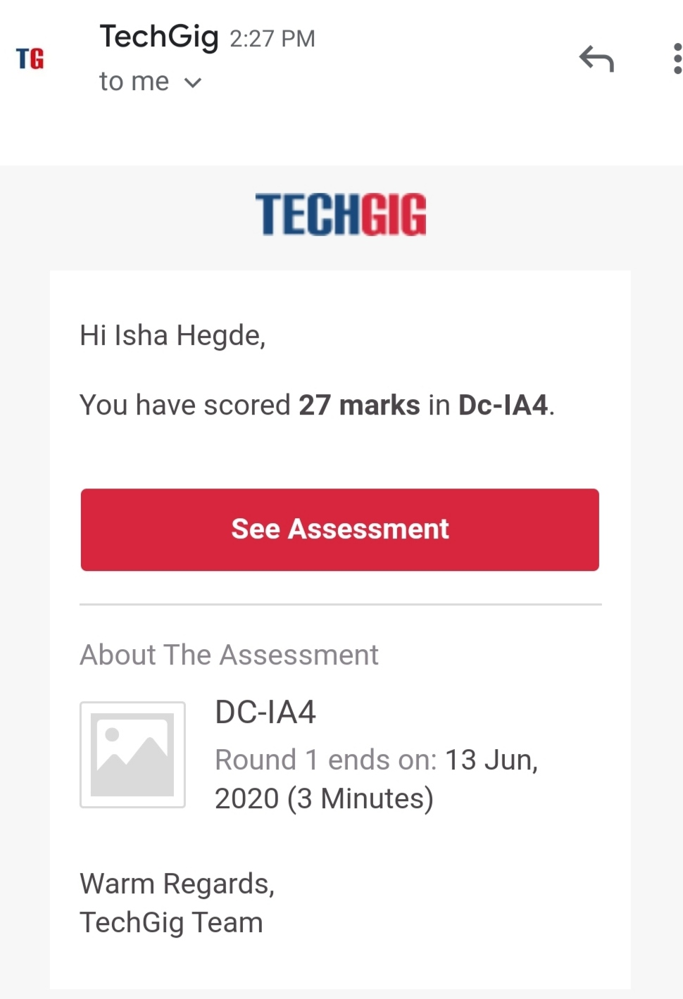 TechGig 2:27 PM
TG
to me
TECHGIG
Hi Isha Hegde,
You have scored 27 marks in Dc-IA4.
See Assessment
About The Assessment
DC-IA4
Round 1 ends on: 13 Jun,
2020 (3 Minutes)
Warm Regards,
TechGig Team